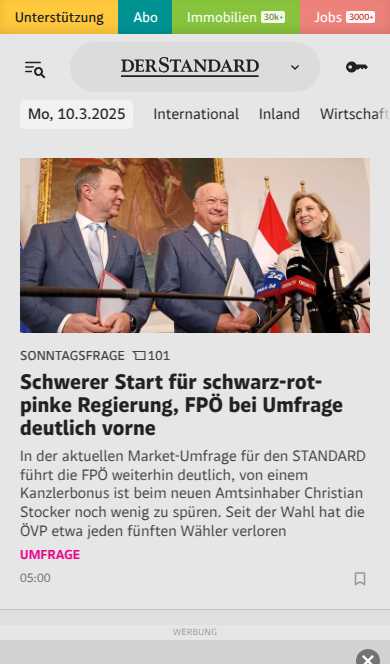 Unterstützung Abo Immobilien 30k+ Jobs 3000+
DERSTANDARD
Mo, 10.3.2025 International Inland Wirtschaft
SONNTAGSFRAGE 101
Schwerer Start für schwarz-rot-
pinke Regierung, FPÖ bei Umfrage
deutlich vorne
In der aktuellen Market-Umfrage für den STANDARD
führt die FPÖ weiterhin deutlich, von einem
Kanzlerbonus ist beim neuen Amtsinhaber Christian
Stocker noch wenig zu spüren. Seit der Wahl hat die
ÖVP etwa jeden fünften Wähler verloren
UMFRAGE
05:00
WERBUNG